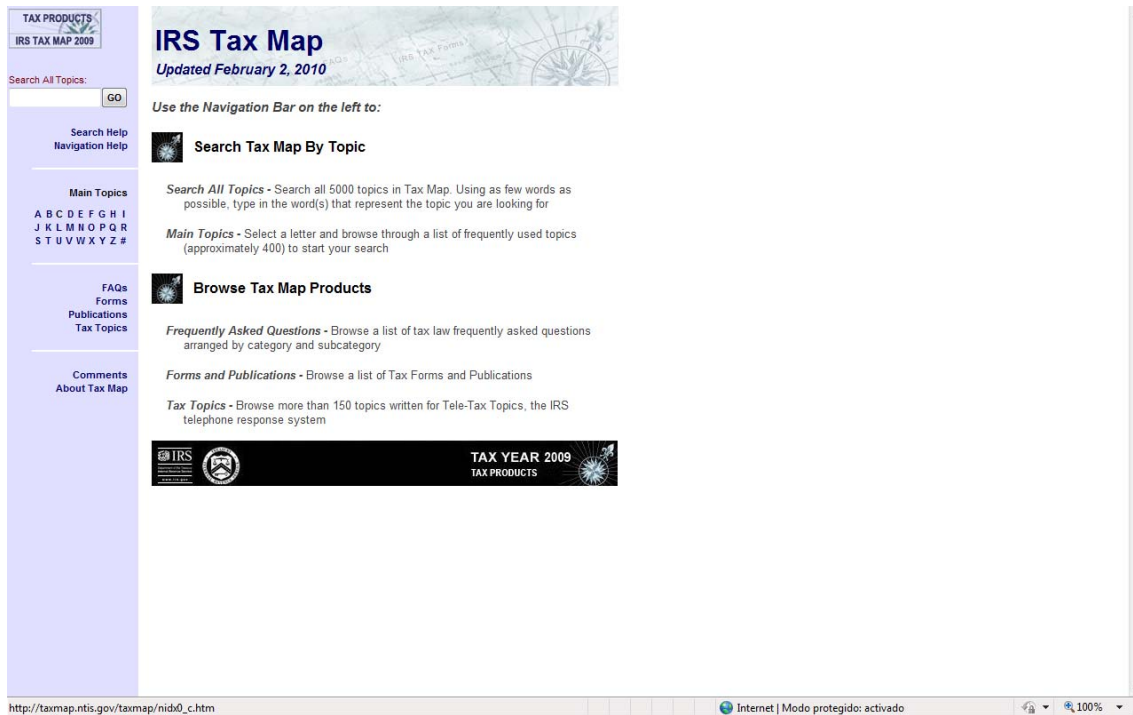 TAX PRODUCTS
IRS TAX MAP 2009
Search All Topics:
GO
Search Help
Navigation Help
Main Topics
A B C D E F G H I
J K L M N O P Q R
S T U V W X Y Z #
FAQs
Forms
Publications
Tax Topics
Comments
About Tax Map
IRS Tax Map
Updated February 2, 2010
FAQs
IRS Tax Forms
Use the Navigation Bar on the left to:
Search Tax Map By Topic
Search All Topics - Search all 5000 topics in Tax Map. Using as few words as
possible, type in the word(s) that represent the topic you are looking for
Main Topics - Select a letter and browse through a list of frequently used topics
(approximately 400) to start your search
Browse Tax Map Products
Frequently Asked Questions - Browse a list of tax law frequently asked questions
arranged by category and subcategory
Forms and Publications - Browse a list of Tax Forms and Publications
Tax Topics - Browse more than 150 topics written for Tele-Tax Topics, the IRS
telephone response system
IRS
www.irs.gov
TAX YEAR 2009
TAX PRODUCTS
http://taxmap.ntis.gov/taxmap/nidx0_c.htm
Internet | Modo protegido: activado
100%